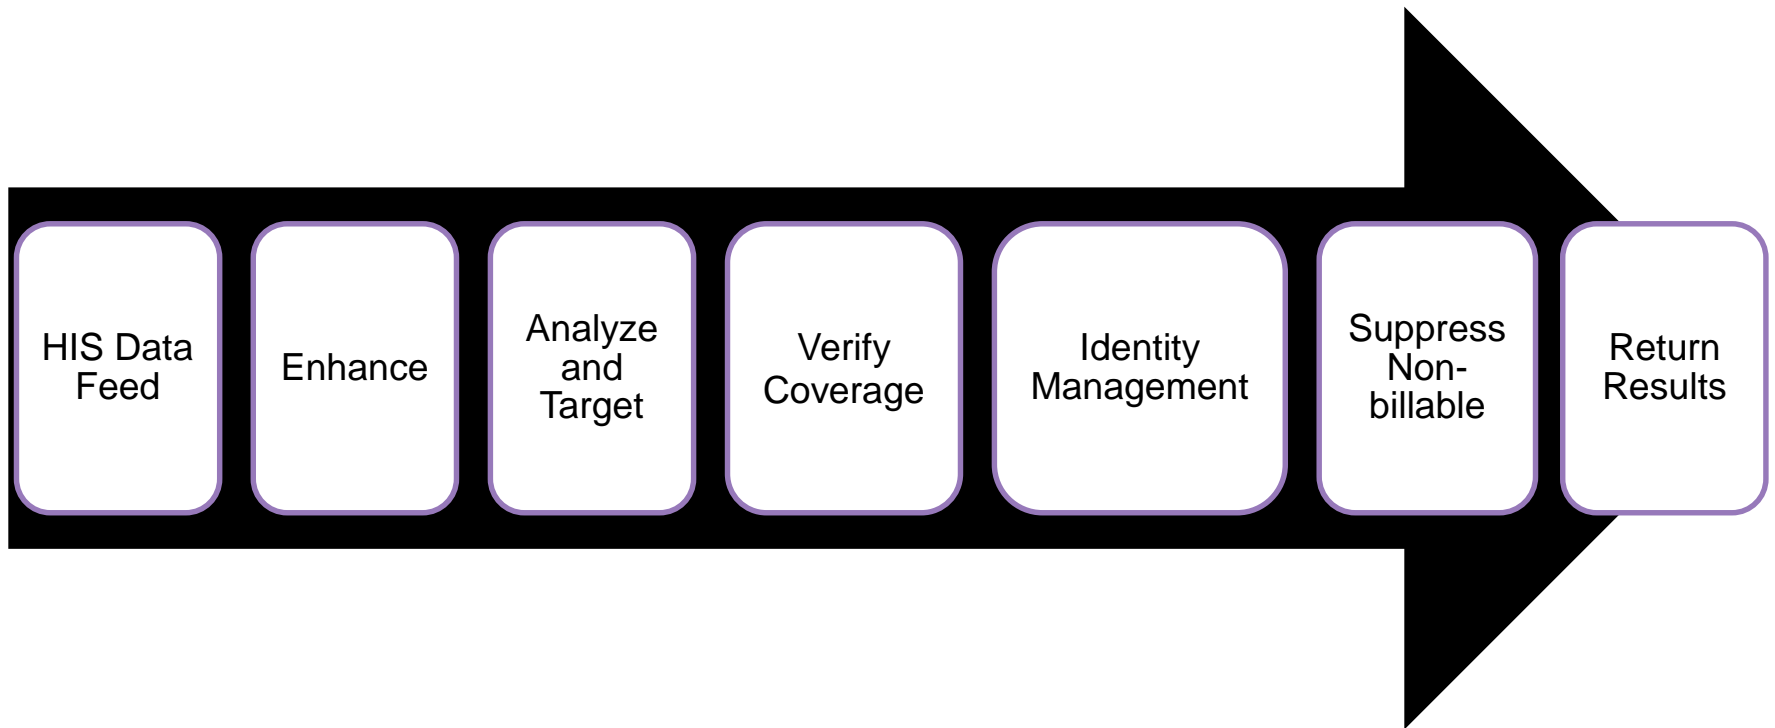 HIS Data
Feed
Enhance
Analyze
and
Target
Verify
Coverage
Identity
Management
Suppress
Non-
billable
Return
Results